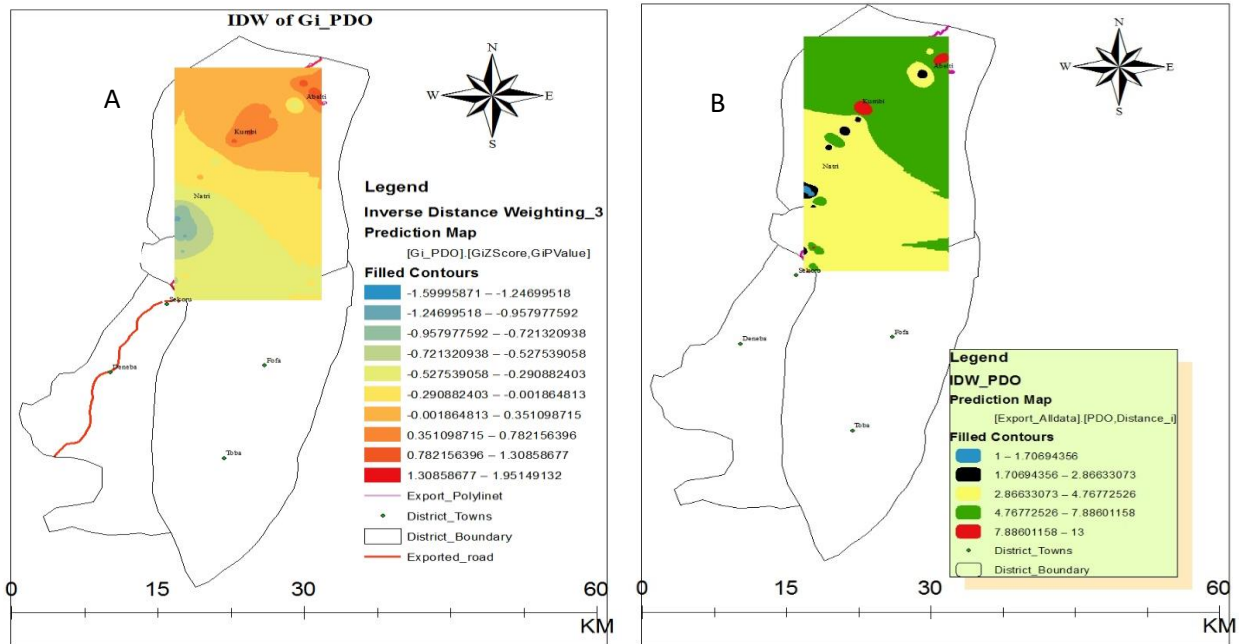 IDW of Gi_PDO
A
N
W
E
S
Abalti
Kumbi
Natri
Sekoru
Deneba
Fofa
Toba
Legend
Inverse Distance Weighting_3
Prediction Map
[Gi_PDO].[GiZScore,GiPValue]
Filled Contours
-1.59995871 – -1.24699518
-1.24699518 – -0.957977592
-0.957977592 – -0.721320938
-0.721320938 – -0.527539058
-0.527539058 – -0.290882403
-0.290882403 – -0.001864813
-0.001864813 – 0.351098715
0.351098715 – 0.782156396
0.782156396 – 1.30858677
1.30858677 – 1.95149132
Export_Polylinet
District_Towns
District_Boundary
Exported_road
0 15 30 60
KM
B
N
W
E
S
Abalti
Kumbi
Natri
Sekoru
Deneba
Fofa
Toba
Legend
IDW_PDO
Prediction Map
[Export_Alldata].[PDO,Distance_i]
Filled Contours
1 – 1.70694356
1.70694356 – 2.86633073
2.86633073 – 4.76772526
4.76772526 – 7.88601158
7.88601158 – 13
District_Towns
District_Boundary
0 15 30 60
KM